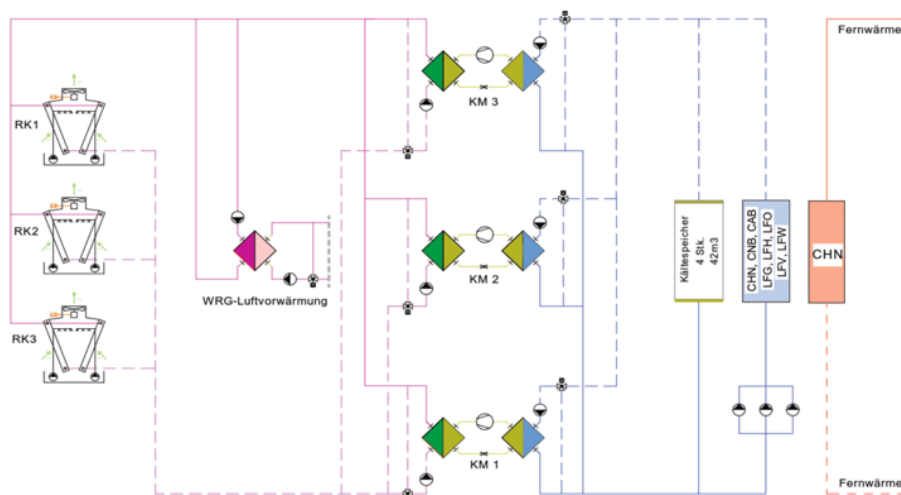 Fernwärme
KM 3
RK1
RK2
Kältespeicher
4 Stk.
42m3
CHN, CNB, CAB
LFG, LFH, LFO
LFV, LFW
CHN
KM 2
WRG-Luftvorwärmung
RK3
KM 1
Fernwärme